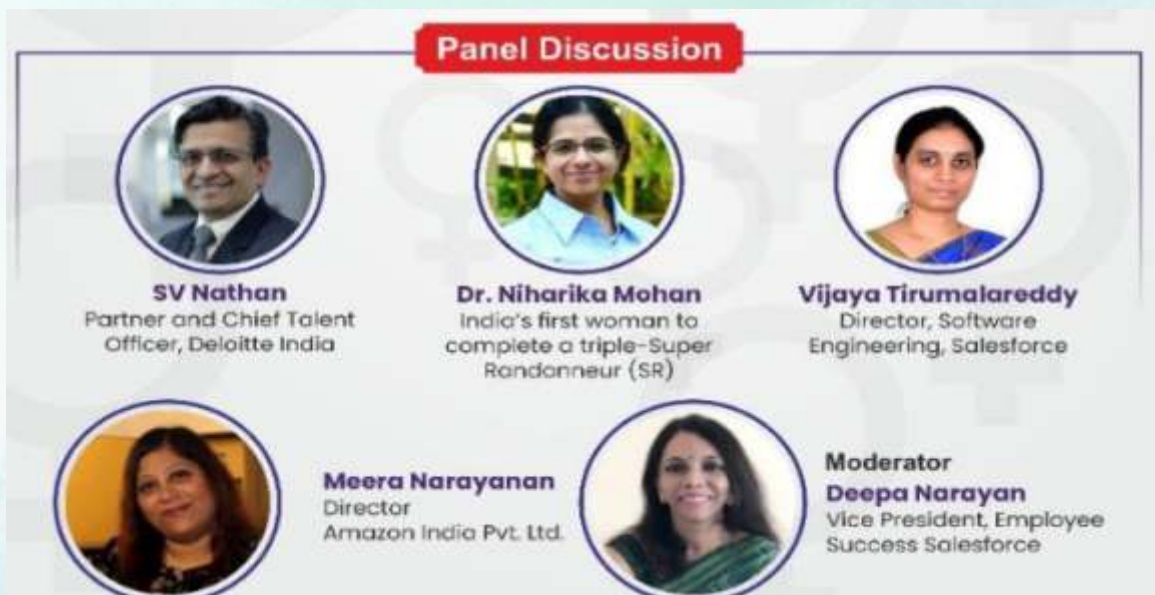 Panel Discussion
SV Nathan
Partner and Chief Talent
Officer, Deloitte India
Dr. Niharika Mohan
India's first woman to
complete a triple-Super
Randonneur (SR)
Vijaya Tirumalareddy
Director, Software
Engineering, Salesforce
Meera Narayanan
Director
Amazon India Pvt. Ltd.
Moderator
Deepa Narayan
Vice President, Employee
Success Salesforce